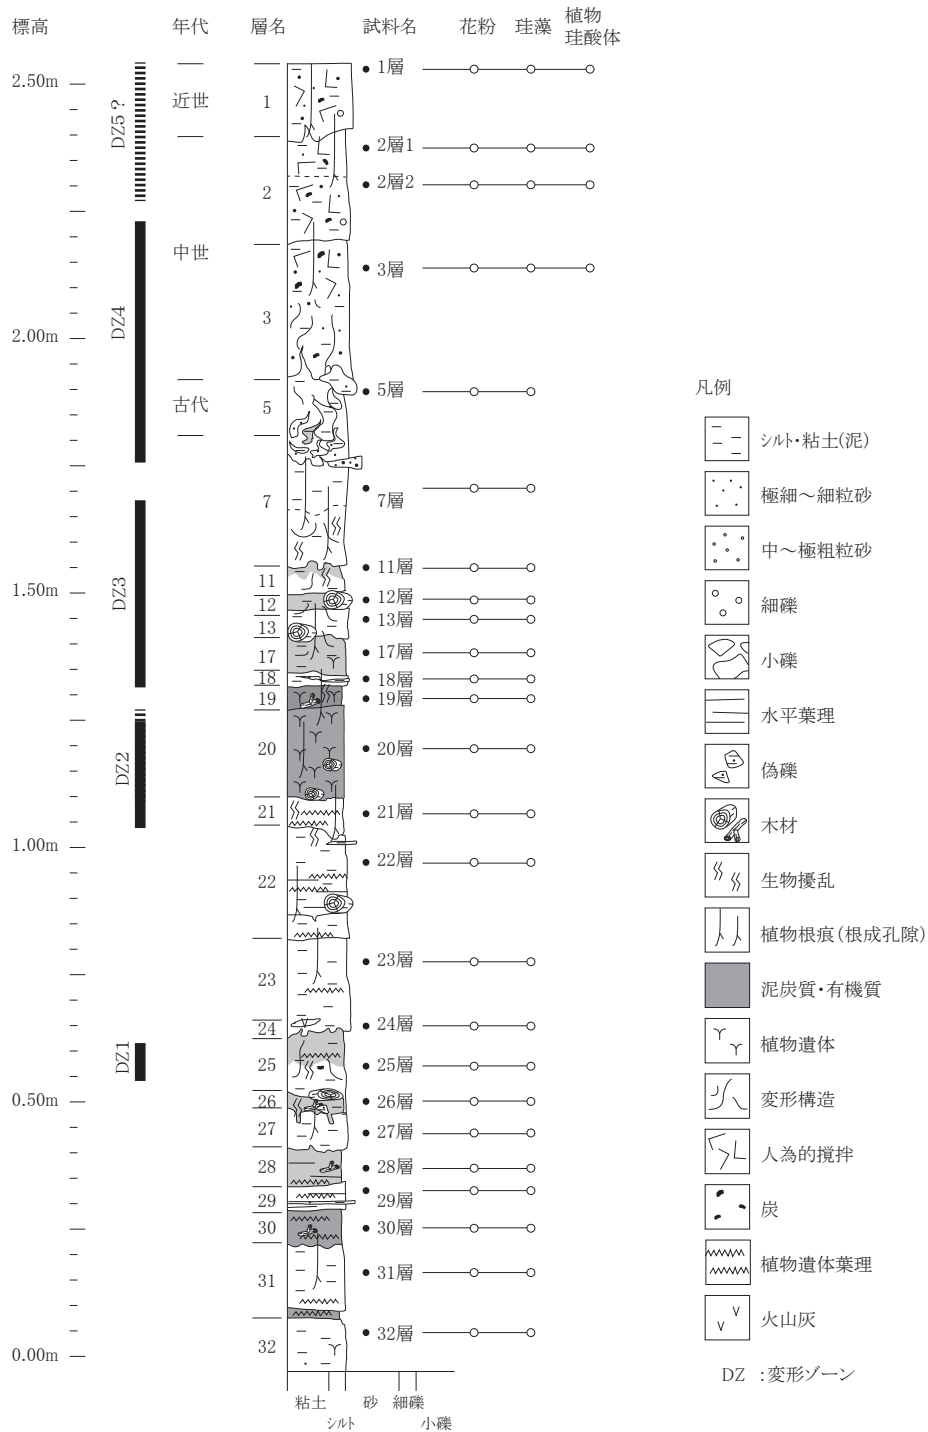 標高 年代 層名 試料名 花粉 珪藻 植物珪酸体
2.50m
2.00m
1.50m
1.00m
0.50m
0.00m
DZ5？
DZ4
DZ3
DZ2
DZ1
近世
中世
古代
1
2
3
5
7
11
12
13
17
18
19
20
21
22
23
24
25
26
27
28
29
30
31
32
1層
2層1
2層2
3層
5層
7層
11層
12層
13層
17層
18層
19層
20層
21層
22層
23層
24層
25層
26層
27層
28層
29層
30層
31層
32層
粘土 砂 細礫
シルト 小礫
凡例
シルト・粘土(泥)
極細～細粒砂
中～極粗粒砂
細礫
小礫
水平葉理
偽礫
木材
生物擾乱
植物根痕(根成孔隙)
泥炭質・有機質
植物遺体
変形構造
人為的撹拌
炭
植物遺体葉理
火山灰
DZ ：変形ゾーン